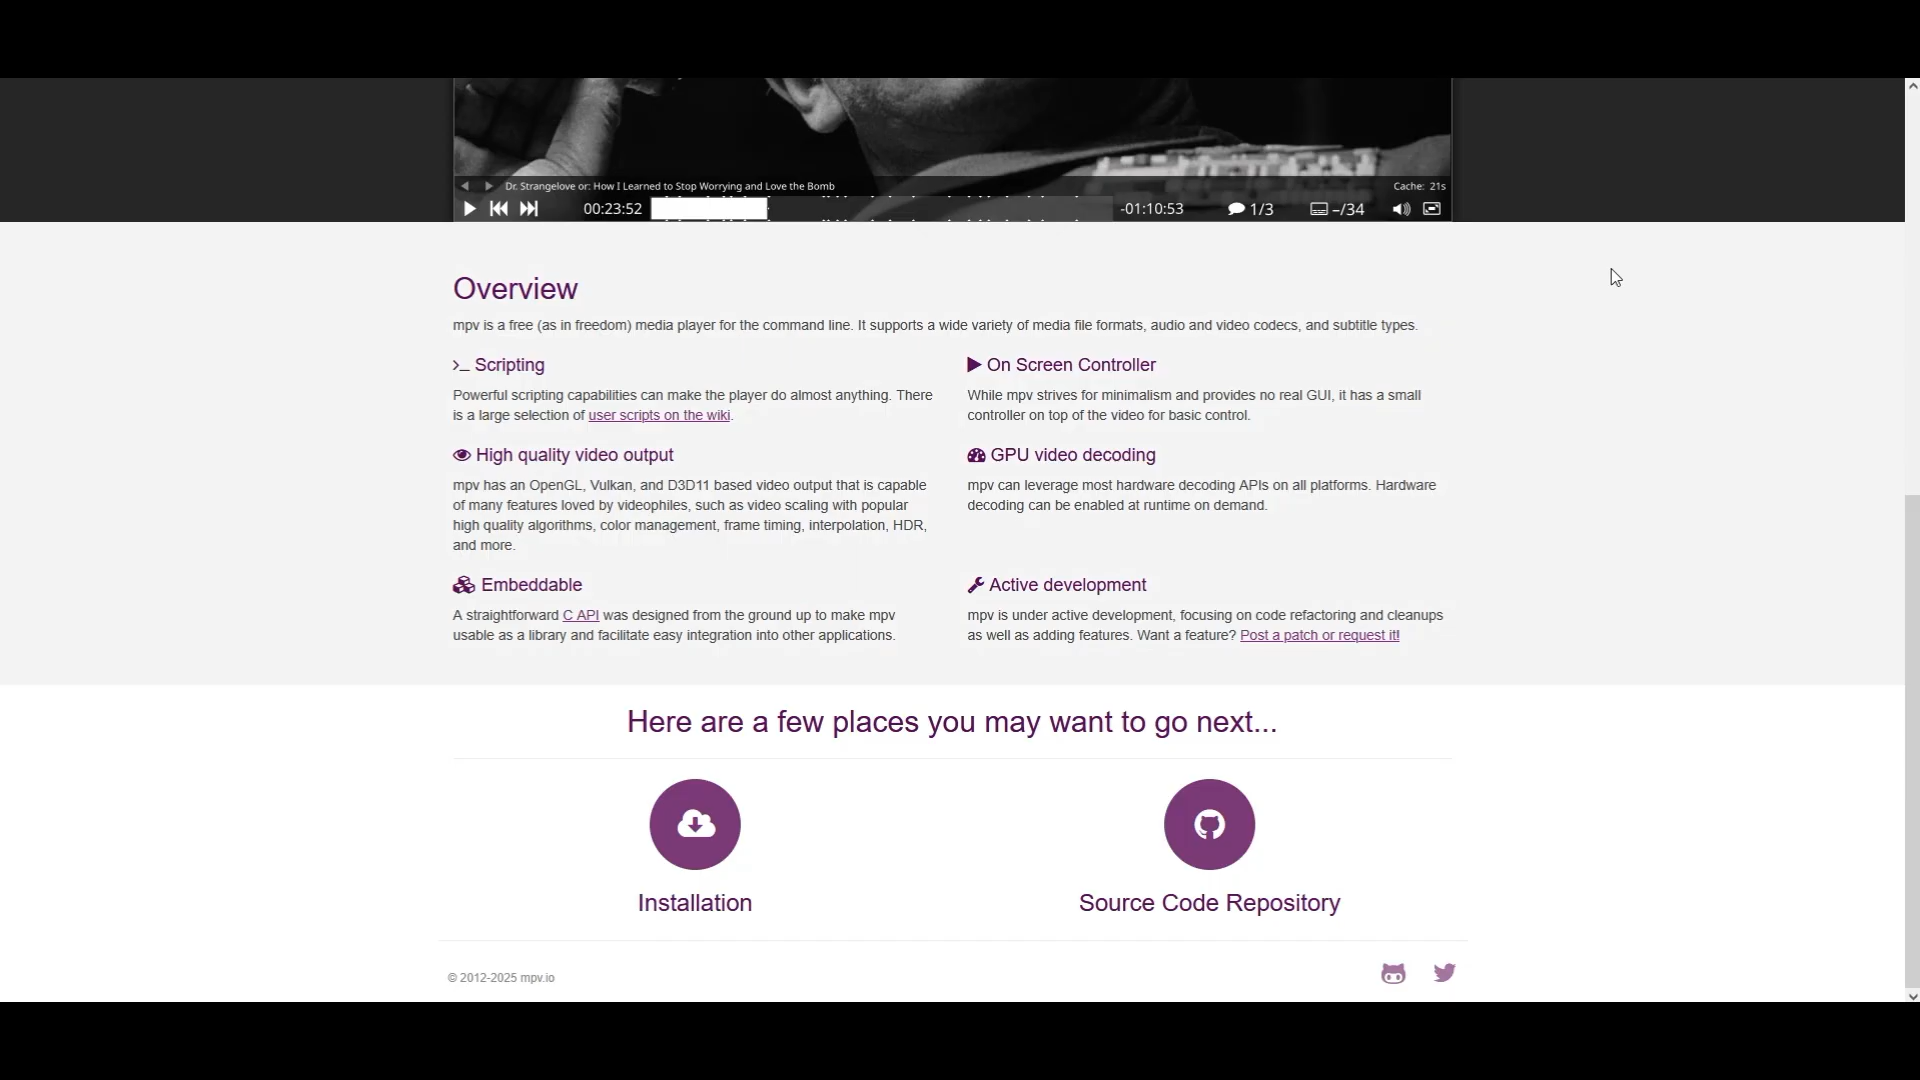 Dr. Strangelove or: How I Learned to Stop Worrying and Love the Bomb
Cache: 21s
00:23:52
-01:10:53
1/3
–/34
Overview
mpv is a free (as in freedom) media player for the command line. It supports a wide variety of media file formats, audio and video codecs, and subtitle types.
Scripting
Powerful scripting capabilities can make the player do almost anything. There
is a large selection of user scripts on the wiki.
On Screen Controller
While mpv strives for minimalism and provides no real GUI, it has a small
controller on top of the video for basic control.
High quality video output
mpv has an OpenGL, Vulkan, and D3D11 based video output that is capable
of many features loved by videophiles, such as video scaling with popular
high quality algorithms, color management, frame timing, interpolation, HDR,
and more.
GPU video decoding
mpv can leverage most hardware decoding APIs on all platforms. Hardware
decoding can be enabled at runtime on demand.
Embeddable
A straightforward C API was designed from the ground up to make mpv
usable as a library and facilitate easy integration into other applications.
Active development
mpv is under active development, focusing on code refactoring and cleanups
as well as adding features. Want a feature? Post a patch or request it!
Here are a few places you may want to go next...
Installation
Source Code Repository
© 2012-2025 mpv.io